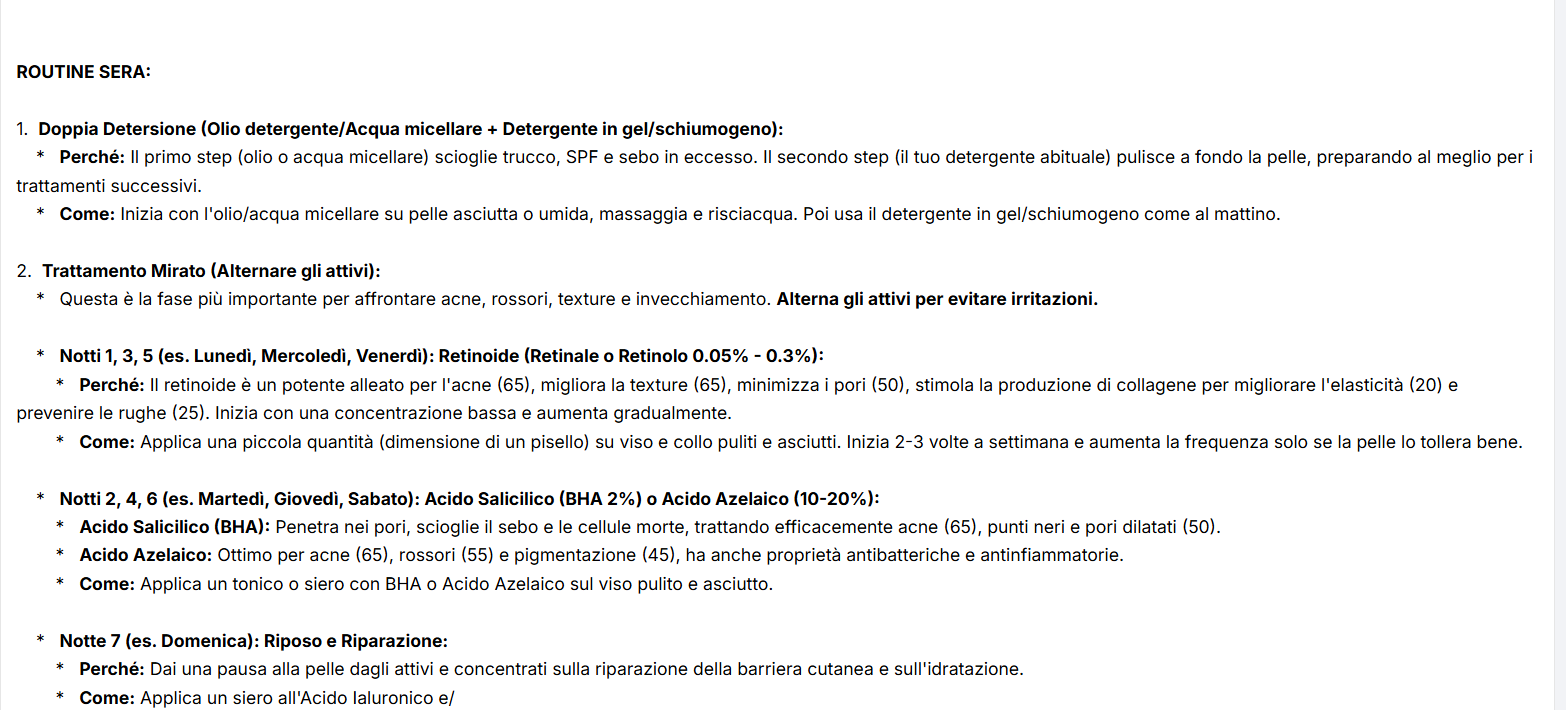 ROUTINE SERA:
1. Doppia Detersione (Olio detergente/Acqua micellare + Detergente in gel/schiumogeno):
* Perché: Il primo step (olio o acqua micellare) scioglie trucco, SPF e sebo in eccesso. Il secondo step (il tuo detergente abituale) pulisce a fondo la pelle, preparando al meglio per i
trattamenti successivi.
* Come: Inizia con l'olio/acqua micellare su pelle asciutta o umida, massaggia e risciacqua. Poi usa il detergente in gel/schiumogeno come al mattino.
2. Trattamento Mirato (Alternare gli attivi):
* Questa è la fase più importante per affrontare acne, rossori, texture e invecchiamento. Alterna gli attivi per evitare irritazioni.
* Notti 1, 3, 5 (es. Lunedì, Mercoledì, Venerdì): Retinoide (Retinale o Retinolo 0.05% - 0.3%):
* Perché: Il retinoide è un potente alleato per l'acne (65), migliora la texture (65), minimizza i pori (50), stimola la produzione di collagene per migliorare l'elasticità (20) e
prevenire le rughe (25). Inizia con una concentrazione bassa e aumenta gradualmente.
* Come: Applica una piccola quantità (dimensione di un pisello) su viso e collo puliti e asciutti. Inizia 2-3 volte a settimana e aumenta la frequenza solo se la pelle lo tollera bene.
* Notti 2, 4, 6 (es. Martedì, Giovedì, Sabato): Acido Salicilico (BHA 2%) o Acido Azelaico (10-20%):
* Acido Salicilico (BHA): Penetra nei pori, scioglie il sebo e le cellule morte, trattando efficacemente acne (65), punti neri e pori dilatati (50).
* Acido Azelaico: Ottimo per acne (65), rossori (55) e pigmentazione (45), ha anche proprietà antibatteriche e antinfiammatorie.
* Come: Applica un tonico o siero con BHA o Acido Azelaico sul viso pulito e asciutto.
* Notte 7 (es. Domenica): Riposo e Riparazione:
* Perché: Dai una pausa alla pelle dagli attivi e concentrati sulla riparazione della barriera cutanea e sull'idratazione.
* Come: Applica un siero all'Acido Ialuronico e/